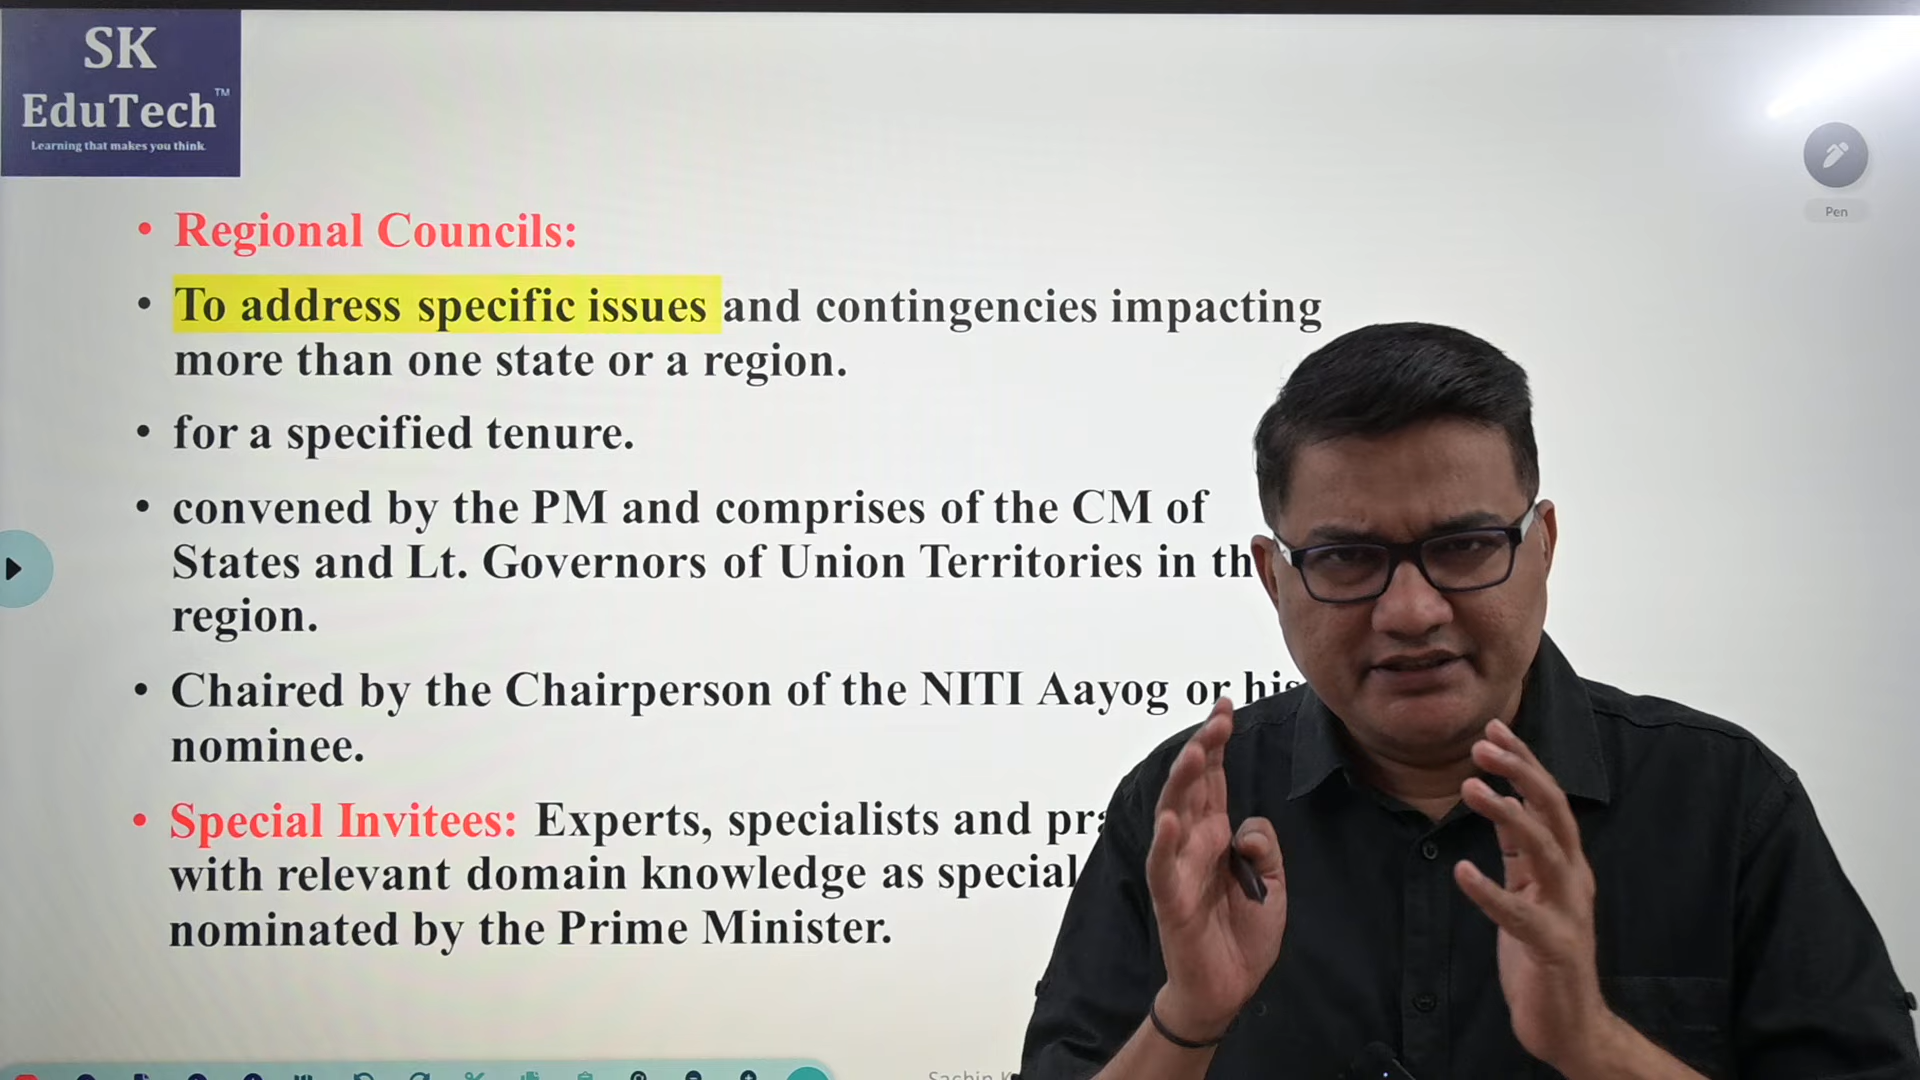 SK
EduTech™
Learning that makes you think.
Pen
• Regional Councils:
• To address specific issues and contingencies impacting
more than one state or a region.
• for a specified tenure.
• convened by the PM and comprises of the CM of
States and Lt. Governors of Union Territories in
region.
• Chaired by the Chairperson of the NITI Aayog or his
nominee.
• Special Invitees: Experts, specialists and
with relevant domain knowledge as special
nominated by the Prime Minister.
Sachin